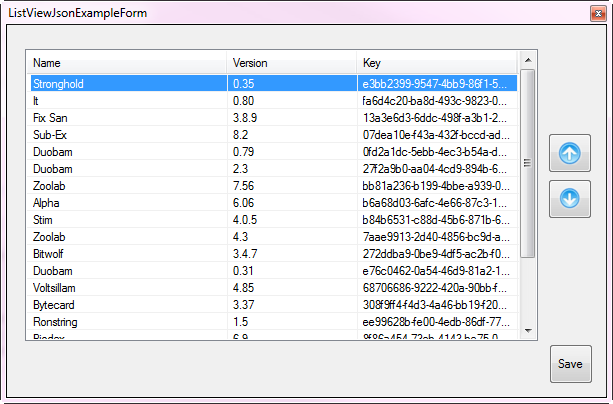 ListViewJsonExampleForm
Name Version Key
Stronghold 0.35 e3bb2399-9547-4bb9-86f1-5...
It 0.80 fa6d4c20-ba8d-493c-9823-0...
Fix San 3.8.9 13a3e6d3-6ddc-498f-a3b1-2...
Sub-Ex 8.2 07dea10e-f43a-432f-bccd-ad...
Duobam 0.79 0fd2a1dc-5ebb-4ec3-b54a-d...
Duobam 2.3 27f2a9b0-aa04-4cd9-894b-6...
Zoolab 7.56 bb81a236-b199-4bbe-a939-0...
Alpha 6.06 b6a68d03-6afc-4e66-87c3-1...
Stim 4.0.5 b84b6531-c88d-45b6-871b-6...
Zoolab 4.3 7aae9913-2d40-4856-bc9d-a...
Bitwolf 3.4.7 272ddba9-0be9-4df5-ac2b-f0...
Duobam 0.31 e76c0462-0a54-46d9-81a2-1...
Voltsillam 4.85 68706686-9222-420a-90bb-f...
Bytecard 3.37 308f9ff4-f4d3-4a46-bb19-f20...
Ronstring 1.5 ee99628b-fe00-4edb-86df-77...
Biodex 6.9
Save